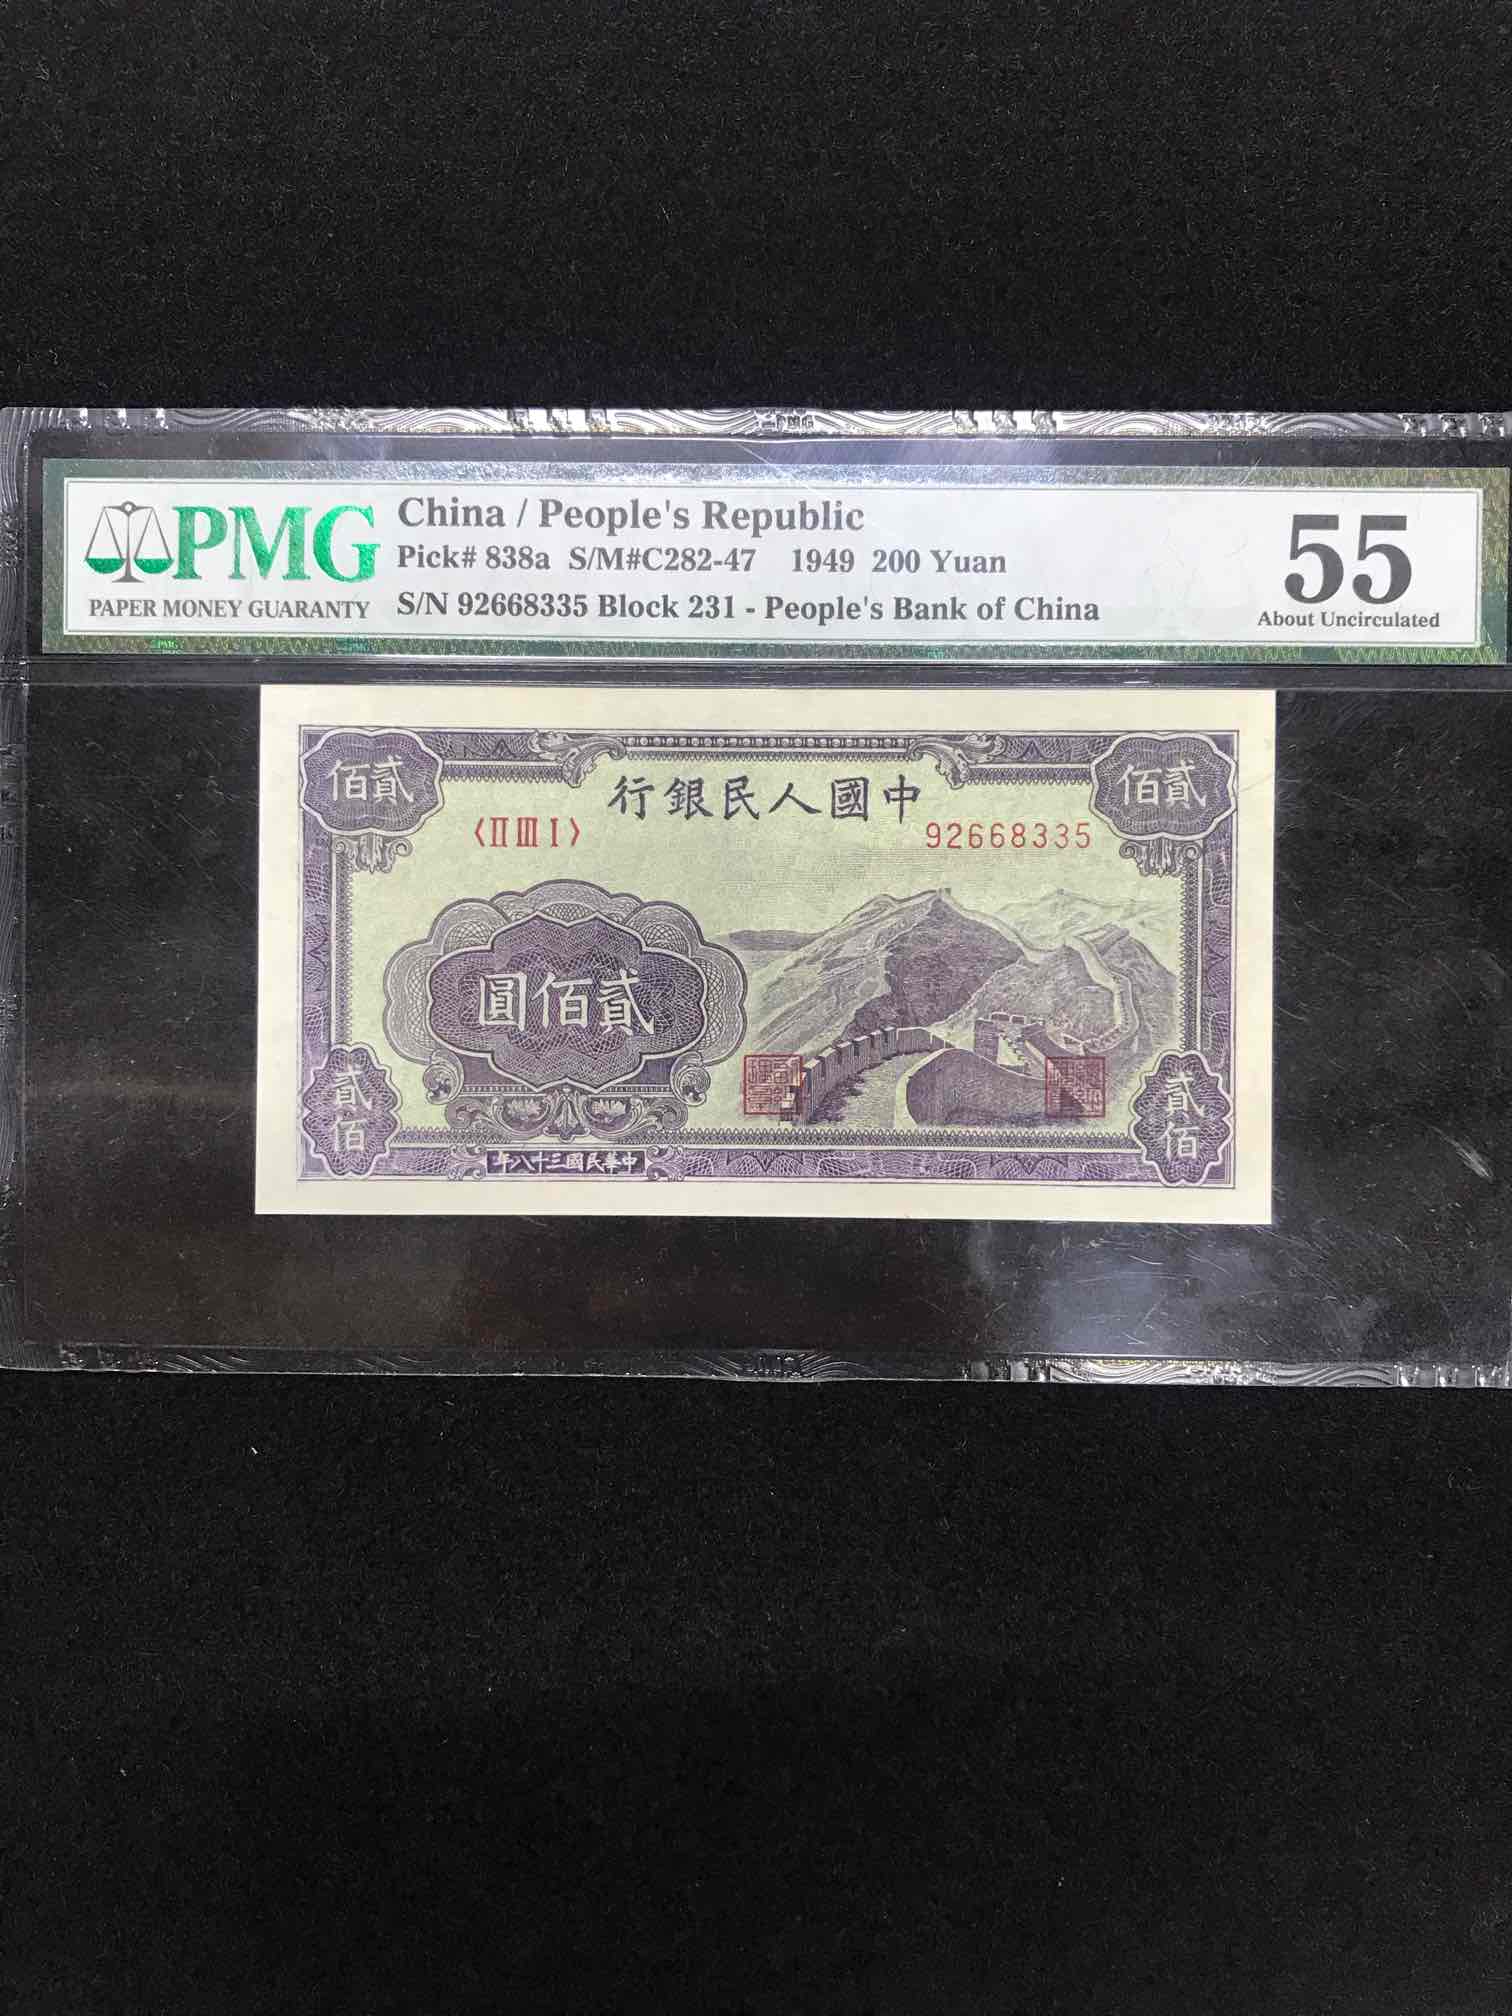 PMG
PAPER MONEY GUARANTY
China / People's Republic
Pick# 838a S/M#C282-47 1949 200 Yuan
S/N 92668335 Block 231 - People's Bank of China
55
About Uncirculated
佰貳
行銀民人國中
佰貳
〈II III I〉
92668335
圓佰貳
貳佰
貳佰
年八十三國民華中